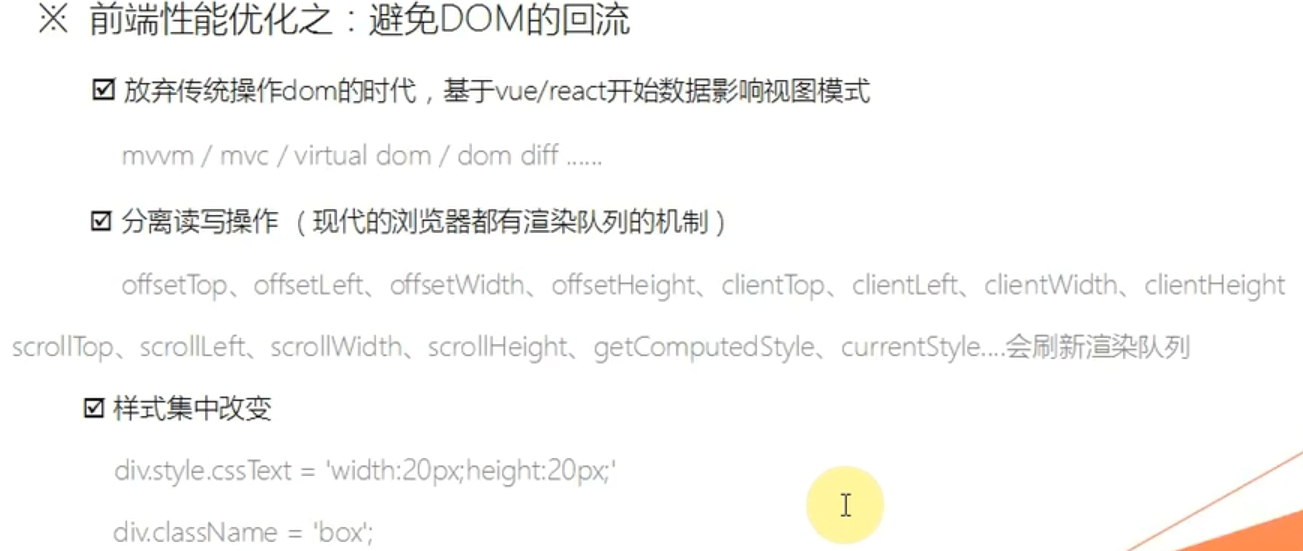 ※ 前端性能优化之：避免DOM的回流
☑ 放弃传统操作dom的时代，基于vue/react开始数据影响视图模式
mvvm / mvc / virtual dom / dom diff ......
☑ 分离读写操作 （现代的浏览器都有渲染队列的机制）
offsetTop、offsetLeft、offsetWidth、offsetHeight、clientTop、clientLeft、clientWidth、clientHeight
scrollTop、scrollLeft、scrollWidth、scrollHeight、getComputedStyle、currentStyle....会刷新渲染队列
☑ 样式集中改变
div.style.cssText = 'width:20px;height:20px;'
div.className = 'box';